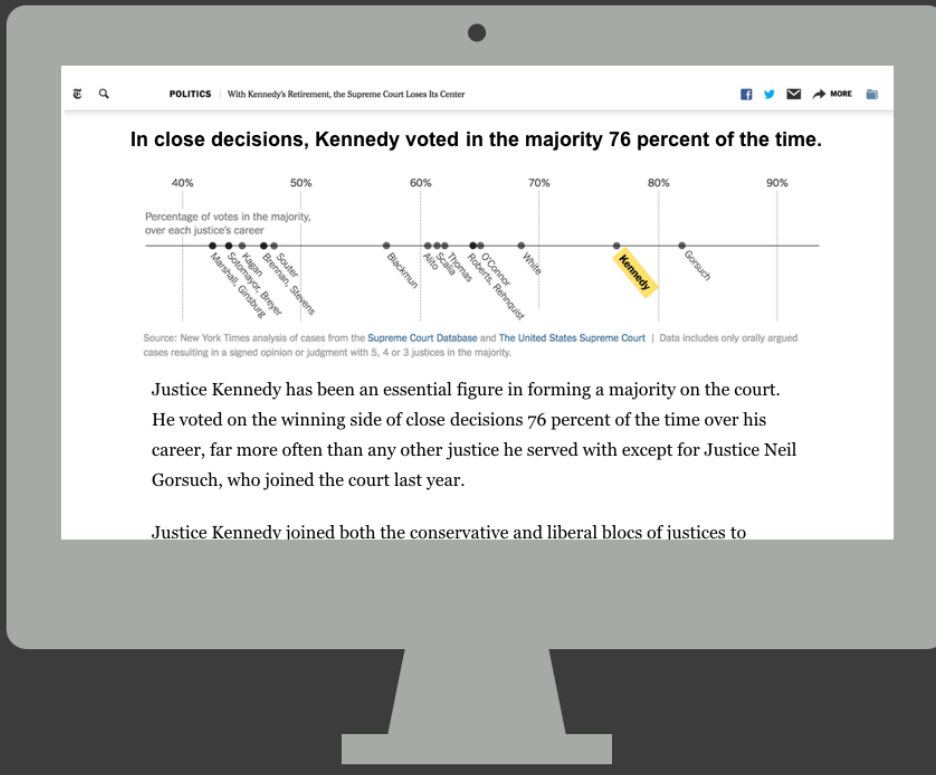 POLITICS | With Kennedy's Retirement, the Supreme Court Loses Its Center
MORE
In close decisions, Kennedy voted in the majority 76 percent of the time.
40% 50% 60% 70% 80% 90%
Percentage of votes in the majority,
over each justice's career
Marshall, Ginsburg
Sotomayor, Breyer
Kagan
Brennan, Stevens
Souter
Blackmun
Alito
Scalia
Thomas
Roberts, Rehnquist
O'Connor
White
Kennedy
Gorsuch
Source: New York Times analysis of cases from the Supreme Court Database and The United States Supreme Court | Data includes only orally argued
cases resulting in a signed opinion or judgment with 5, 4 or 3 justices in the majority.
Justice Kennedy has been an essential figure in forming a majority on the court.
He voted on the winning side of close decisions 76 percent of the time over his
career, far more often than any other justice he served with except for Justice Neil
Gorsuch, who joined the court last year.
Justice Kennedy joined both the conservative and liberal blocs of justices to